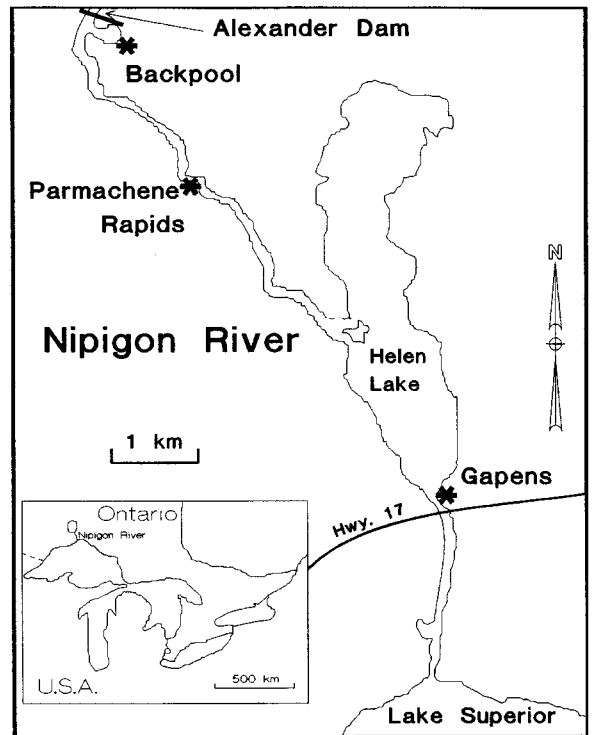 Alexander Dam
Backpool
Parmachene
Rapids
N
Nipigon River
Helen
Lake
1 km
Gapens
Hwy. 17
Ontario
Nipigon River
500 km
U.S.A.
Lake Superior